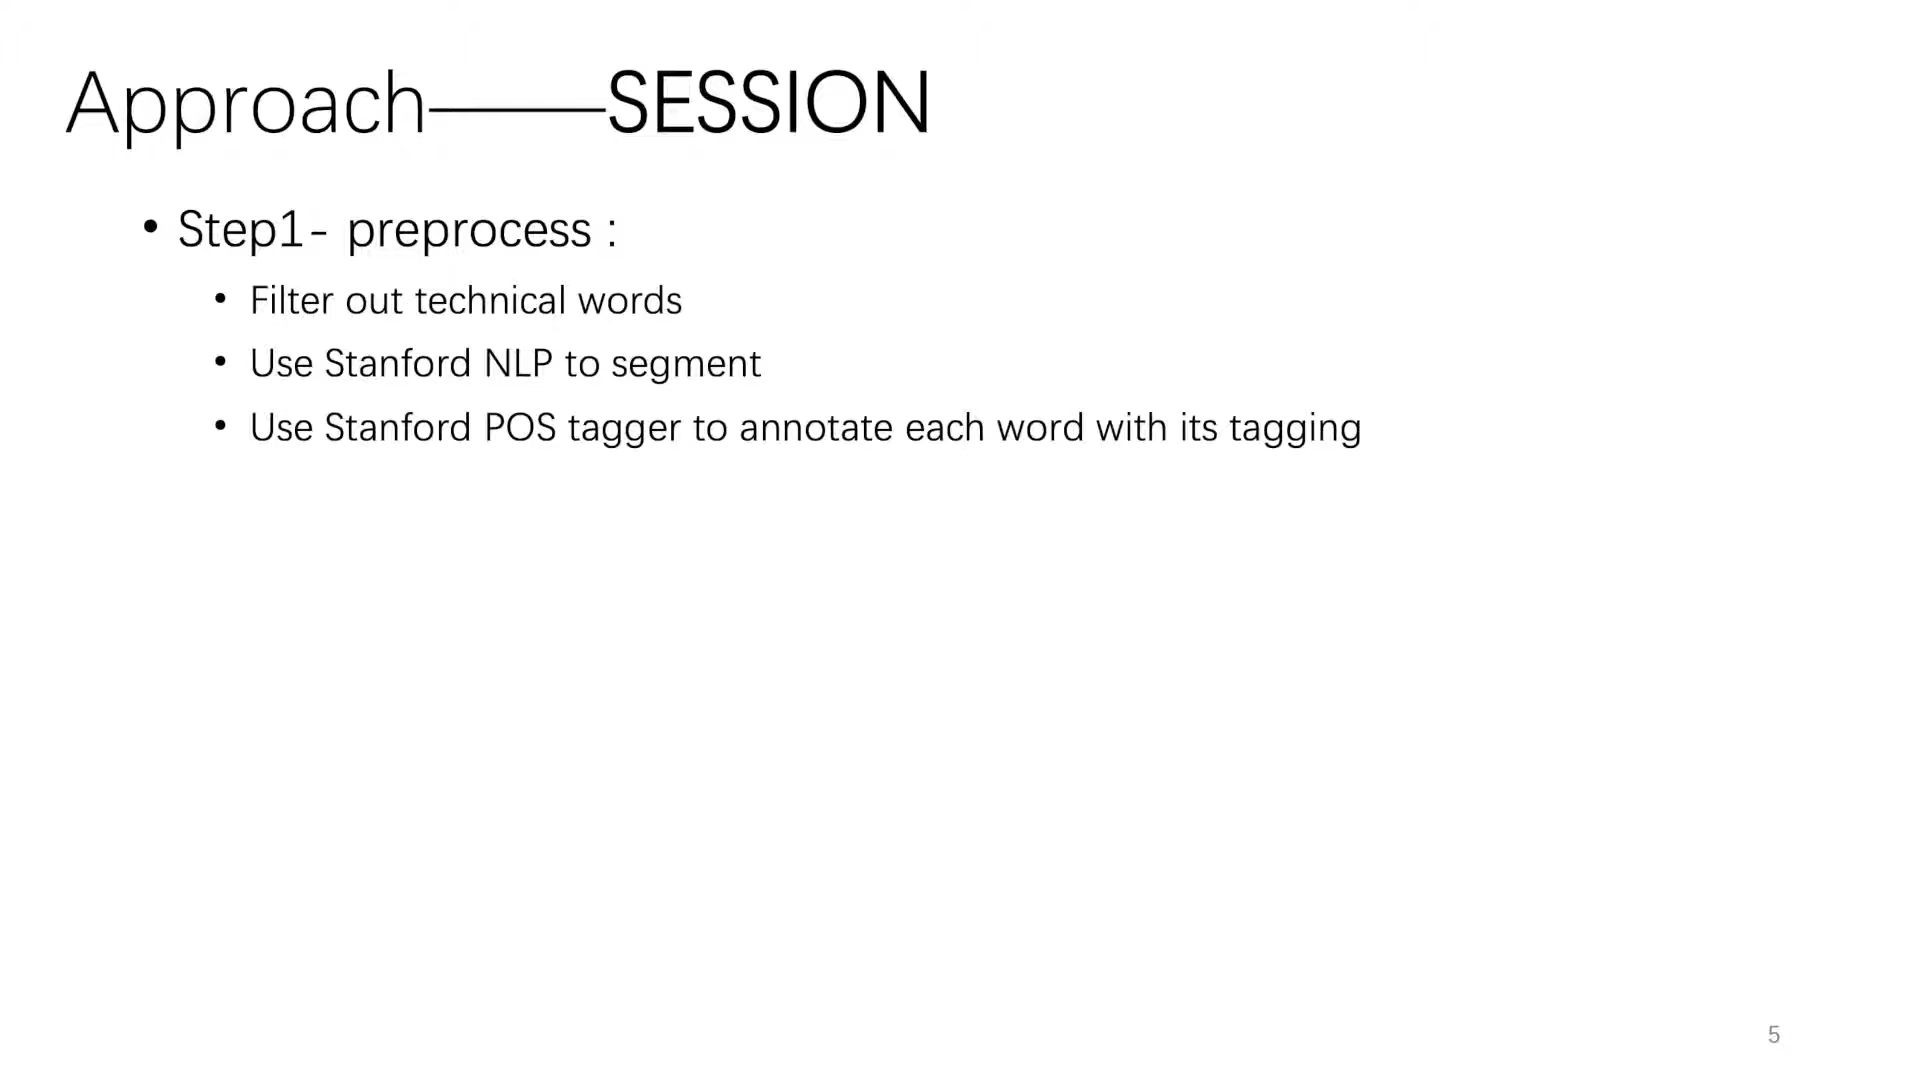 Approach——SESSION
• Step1- preprocess :
• Filter out technical words
• Use Stanford NLP to segment
• Use Stanford POS tagger to annotate each word with its tagging
5